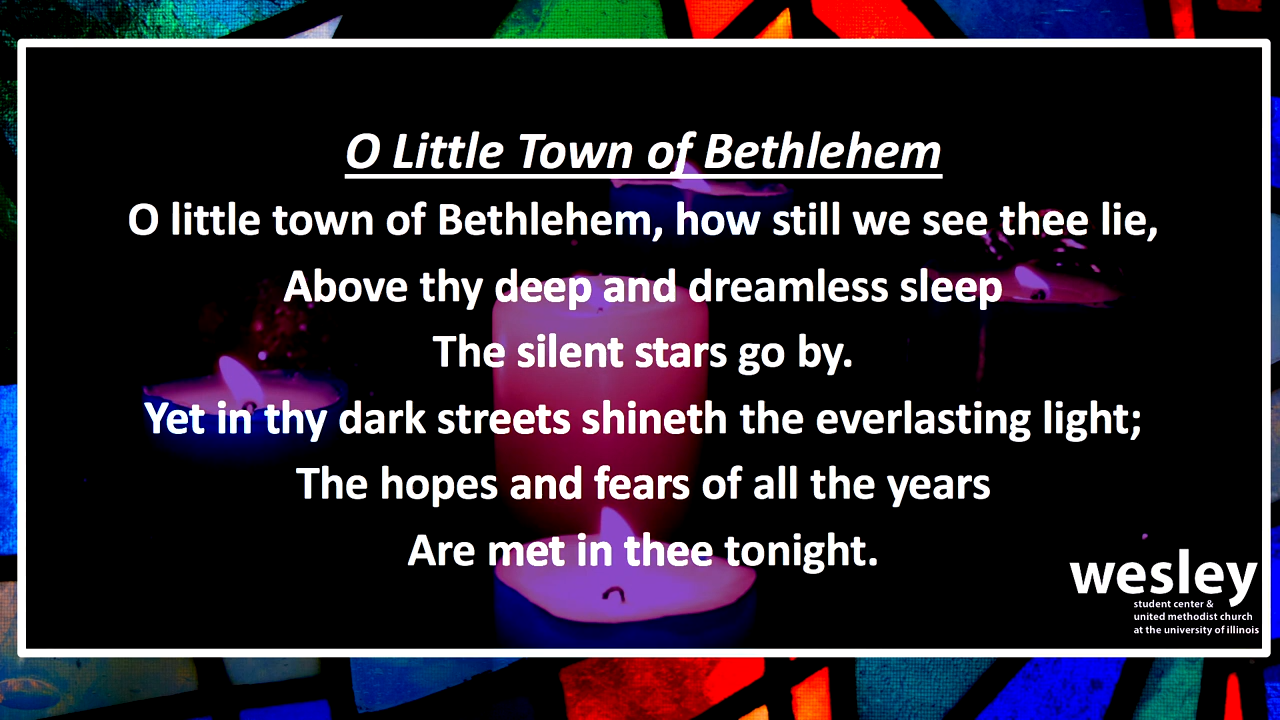 O Little Town of Bethlehem
O little town of Bethlehem, how still we see thee lie,
Above thy deep and dreamless sleep
The silent stars go by.
Yet in thy dark streets shineth the everlasting light;
The hopes and fears of all the years
Are met in thee tonight.
wesley
student center &
united methodist church
at the university of illinois